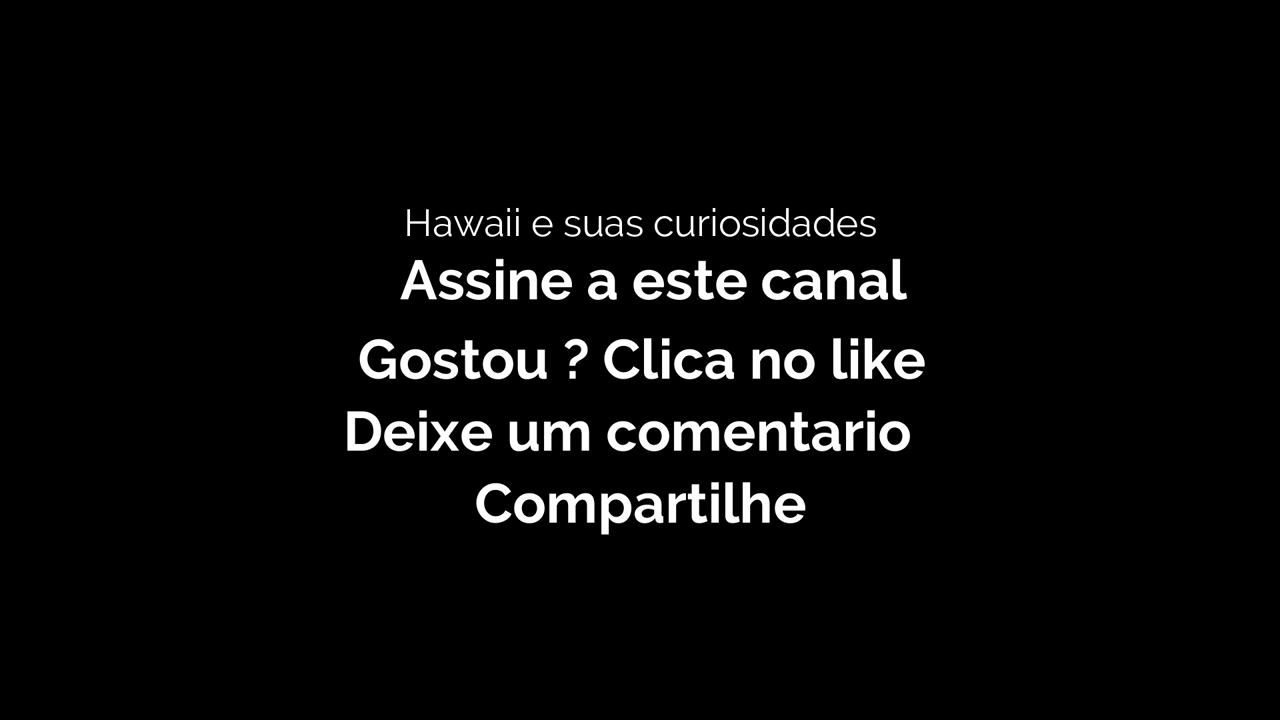 Hawaii e suas curiosidades
Assine a este canal
Gostou ? Clica no like
Deixe um comentario
Compartilhe